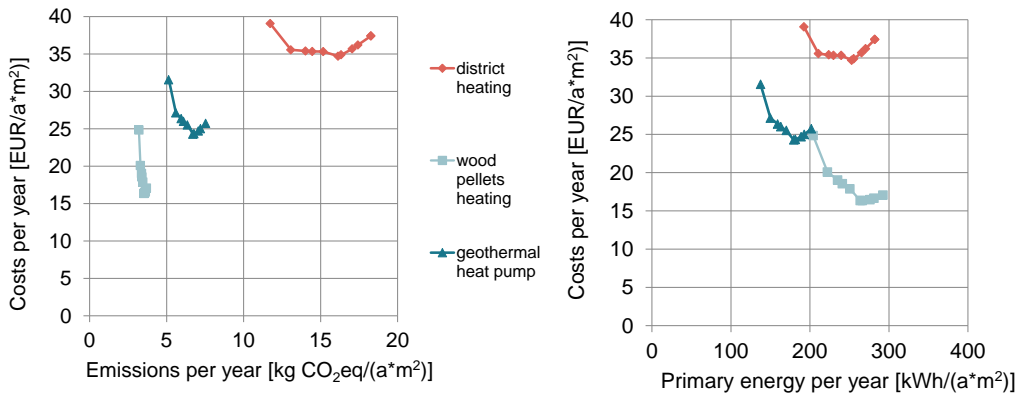 40
35
30
25
20
15
10
5
0
0
5
10
15
20
Costs per year [EUR/a*m²)]
Emissions per year [kg CO₂eq/(a*m²)]
district
heating
wood
pellets
heating
geothermal
heat pump
40
35
30
25
20
15
10
5
0
0
100
200
300
400
Costs per year [EUR/a*m²)]
Primary energy per year [kWh/(a*m²)]